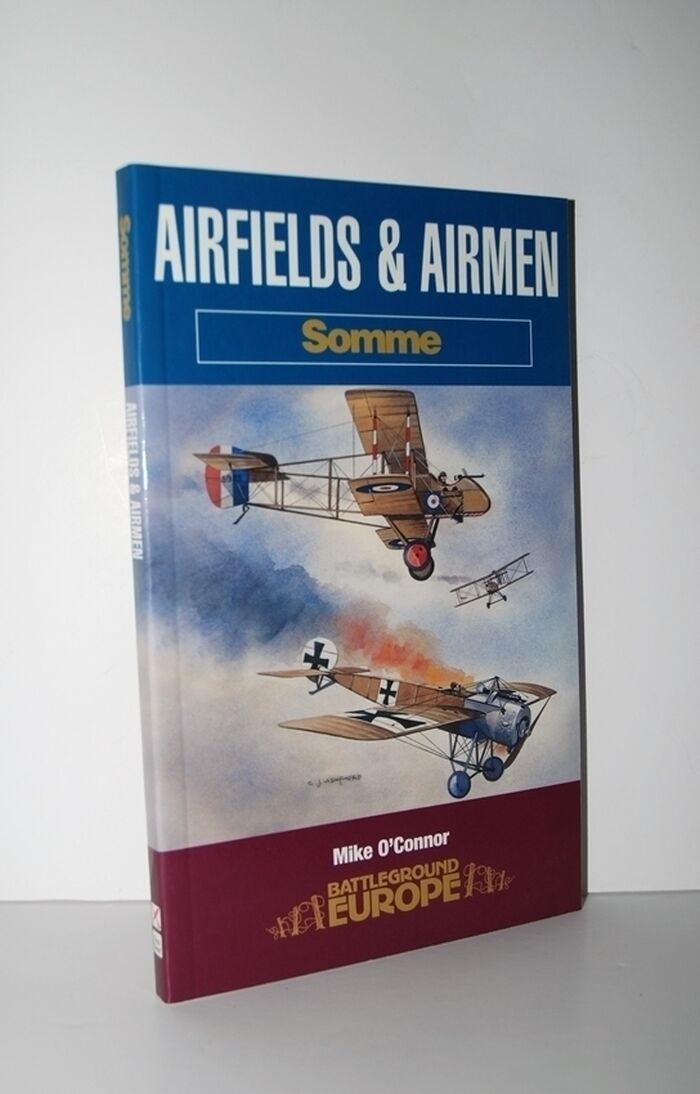 AIRFIELDS & AIRMEN
Somme
Mike O'Connor
BATTLEGROUND
EUROPE
Somme
AIRFIELDS & AIRMEN